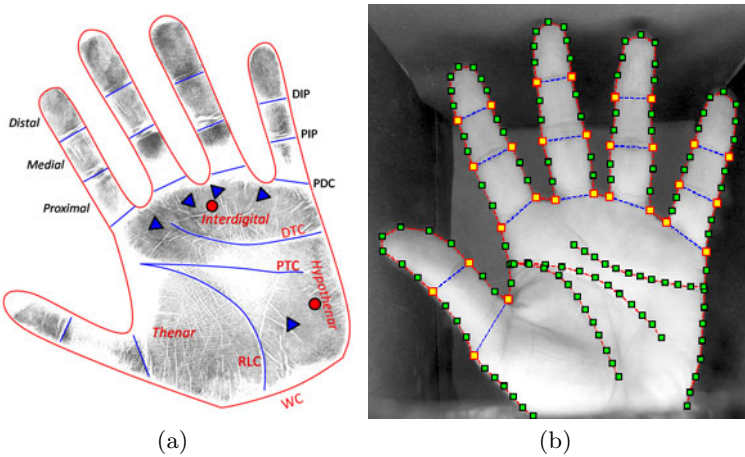 DIP
Distal
PIP
Medial
PDC
Proximal
Interdigital
DTC
PTC
Hypothenar
Thenar
RLC
WC
(a)
(b)